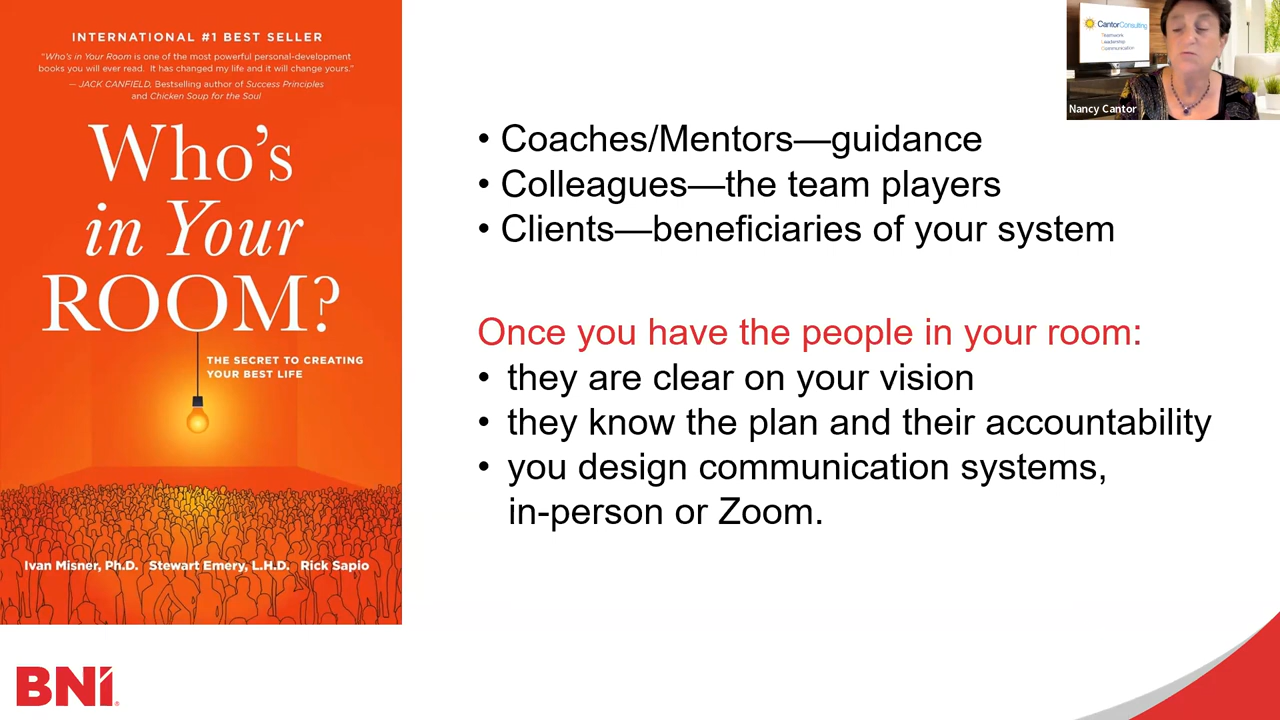 INTERNATIONAL #1 BEST SELLER
"Who's in Your Room is one of the most powerful personal-development
books you will ever read. It has changed my life and it will change yours."
— JACK CANFIELD, Bestselling author of Success Principles
and Chicken Soup for the Soul
Who's
in Your
ROOM?
THE SECRET TO CREATING
YOUR BEST LIFE
Ivan Misner, Ph.D. Stewart Emery, L.H.D. Rick Sapio
• Coaches/Mentors—guidance
• Colleagues—the team players
• Clients—beneficiaries of your system
Once you have the people in your room:
• they are clear on your vision
• they know the plan and their accountability
• you design communication systems,
in-person or Zoom.
CantorConsulting
Teamwork
Leadership
Communication
Nancy Cantor
BNI®